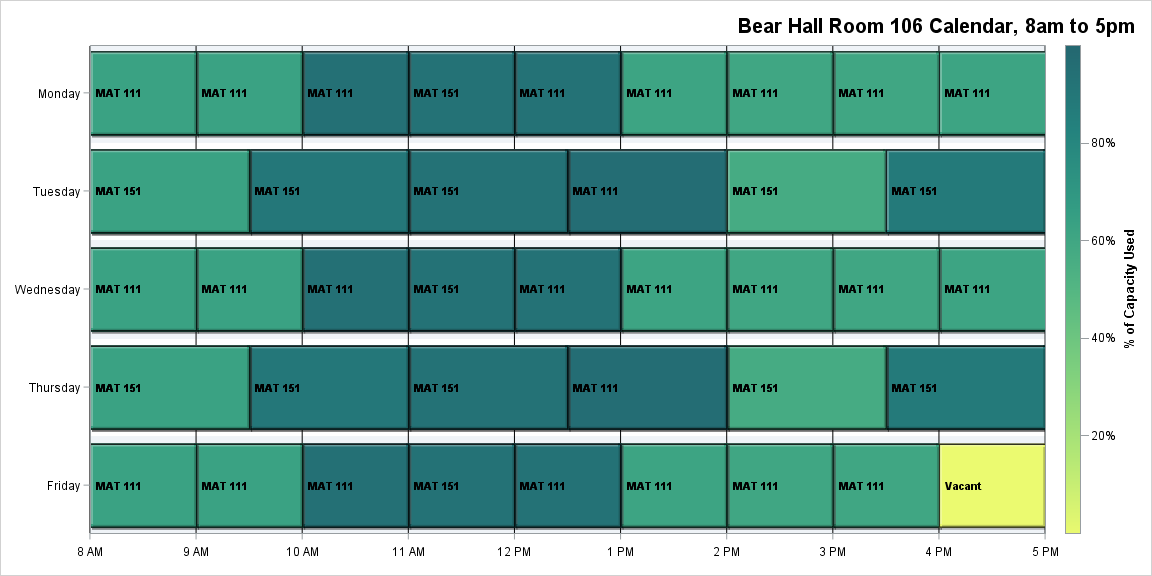 Bear Hall Room 106 Calendar, 8am to 5pm
Monday
MAT 111
MAT 111
MAT 111
MAT 151
MAT 111
MAT 111
MAT 111
MAT 111
MAT 111
Tuesday
MAT 151
MAT 151
MAT 151
MAT 111
MAT 151
MAT 151
Wednesday
MAT 111
MAT 111
MAT 111
MAT 151
MAT 111
MAT 111
MAT 111
MAT 111
MAT 111
Thursday
MAT 151
MAT 151
MAT 151
MAT 111
MAT 151
MAT 151
Friday
MAT 111
MAT 111
MAT 111
MAT 151
MAT 111
MAT 111
MAT 111
MAT 111
Vacant
8 AM
9 AM
10 AM
11 AM
12 PM
1 PM
2 PM
3 PM
4 PM
5 PM
80%
60%
40%
20%
% of Capacity Used